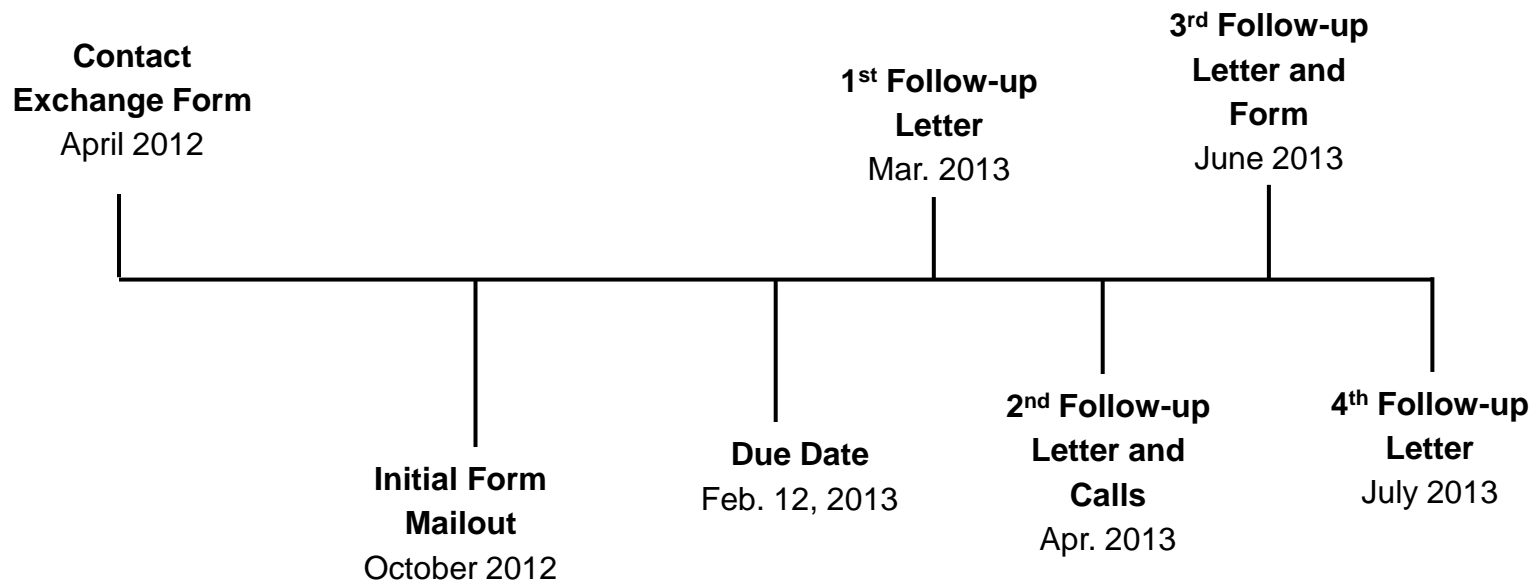 Contact
Exchange Form
April 2012
Initial Form
Mailout
October 2012
Due Date
Feb. 12, 2013
1st Follow-up
Letter
Mar. 2013
2nd Follow-up
Letter and
Calls
Apr. 2013
3rd Follow-up
Letter and
Form
June 2013
4th Follow-up
Letter
July 2013